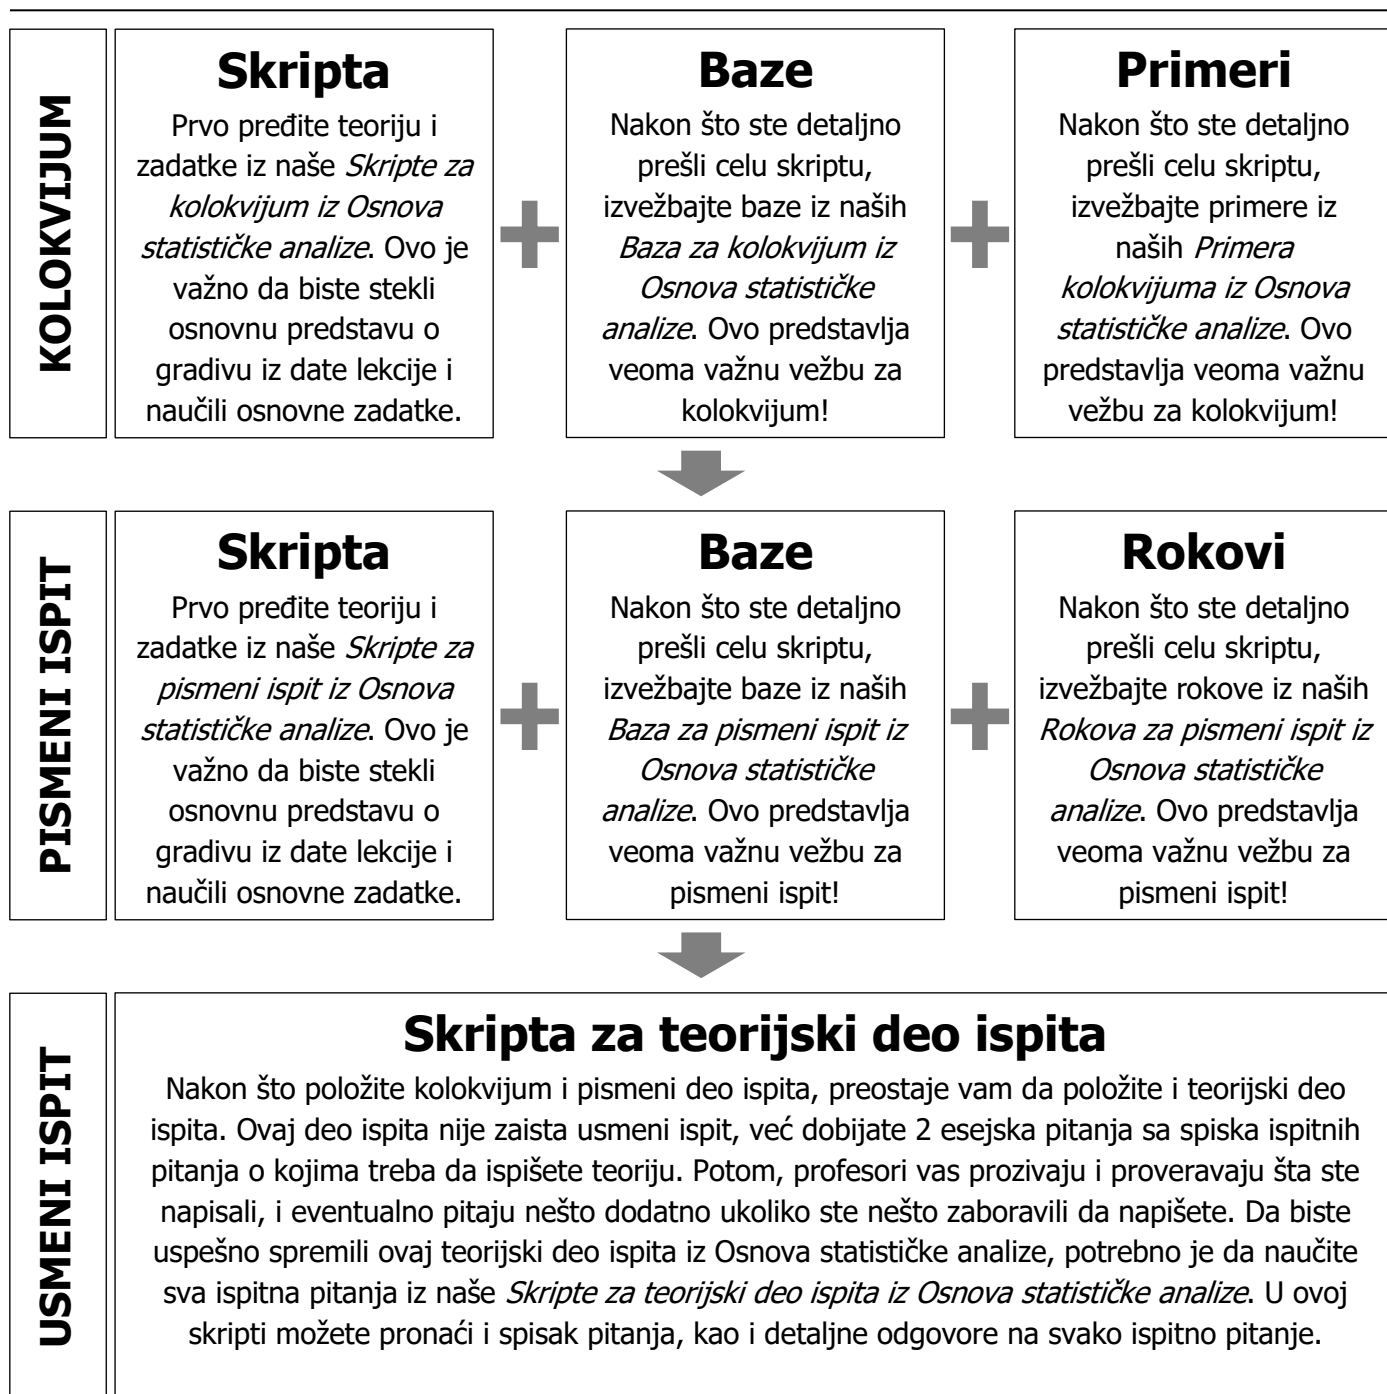 KOLOKVIJUM
Skripta
Prvo pređite teoriju i
zadatke iz naše Skripte za
kolokvijum iz Osnova
statističke analize. Ovo je
važno da biste stekli
osnovnu predstavu o
gradivu iz date lekcije i
naučili osnovne zadatke.
Baze
Nakon što ste detaljno
prešli celu skriptu,
izvežbajte baze iz naših
Baza za kolokvijum iz
Osnova statističke
analize. Ovo predstavlja
veoma važnu vežbu za
kolokvijum!
Primeri
Nakon što ste detaljno
prešli celu skriptu,
izvežbajte primere iz
naših Primera
kolokvijuma iz Osnova
statističke analize. Ovo
predstavlja veoma važnu
vežbu za kolokvijum!
PISMENI ISPIT
Skripta
Prvo pređite teoriju i
zadatke iz naše Skripte za
pismeni ispit iz Osnova
statističke analize. Ovo je
važno da biste stekli
osnovnu predstavu o
gradivu iz date lekcije i
naučili osnovne zadatke.
Baze
Nakon što ste detaljno
prešli celu skriptu,
izvežbajte baze iz naših
Baza za pismeni ispit iz
Osnova statističke
analize. Ovo predstavlja
veoma važnu vežbu za
pismeni ispit!
Rokovi
Nakon što ste detaljno
prešli celu skriptu,
izvežbajte rokove iz naših
Rokova za pismeni ispit iz
Osnova statističke
analize. Ovo predstavlja
veoma važnu vežbu za
pismeni ispit!
USMENI ISPIT
Skripta za teorijski deo ispita
Nakon što položite kolokvijum i pismeni deo ispita, preostaje vam da položite i teorijski deo
ispita. Ovaj deo ispita nije zaista usmeni ispit, već dobijate 2 esejska pitanja sa spiska ispitnih
pitanja o kojima treba da ispišete teoriju. Potom, profesori vas prozivaju i proveravaju šta ste
napisali, i eventualno pitaju nešto dodatno ukoliko ste nešto zaboravili da napišete. Da biste
uspešno spremili ovaj teorijski deo ispita iz Osnova statističke analize, potrebno je da naučite
sva ispitna pitanja iz naše Skripte za teorijski deo ispita iz Osnova statističke analize. U ovoj
skripti možete pronaći i spisak pitanja, kao i detaljne odgovore na svako ispitno pitanje.